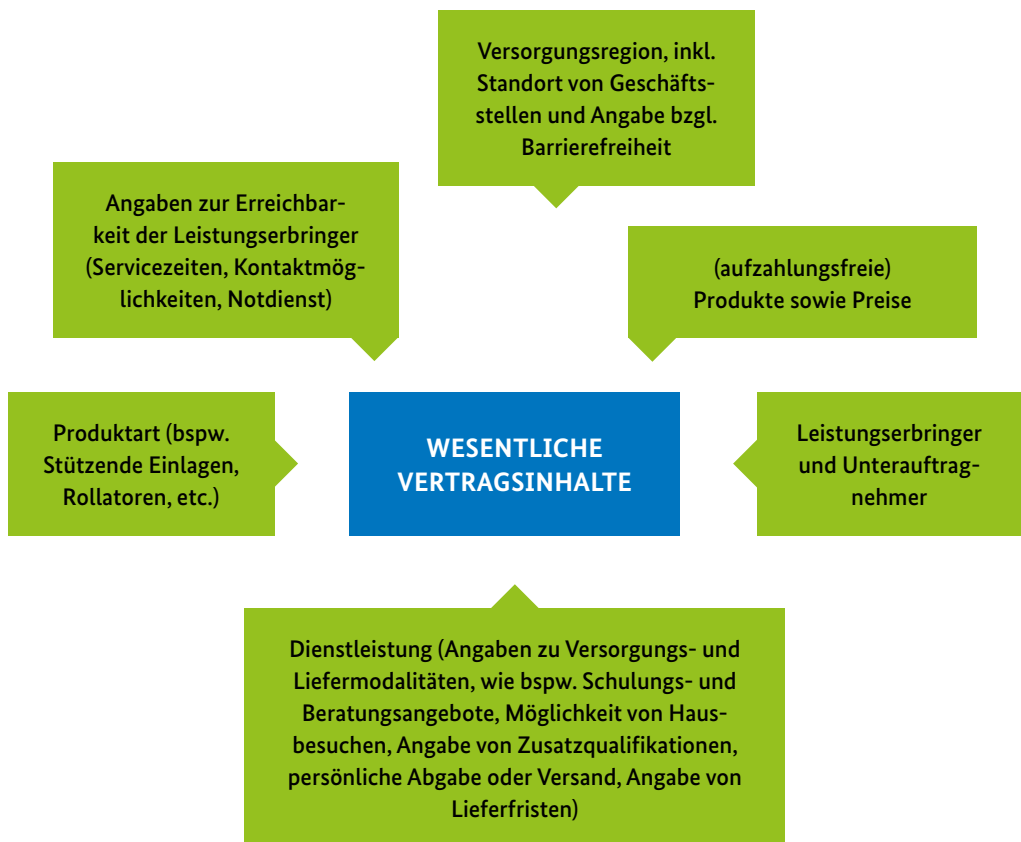 Versorgungsregion, inkl.
Standort von Geschäfts-
stellen und Angabe bzgl.
Barrierefreiheit
Angaben zur Erreichbar-
keit der Leistungserbringer
(Servicezeiten, Kontaktmög-
lichkeiten, Notdienst)
(aufzahlungsfreie)
Produkte sowie Preise
Produktart (bspw.
Stützende Einlagen,
Rollatoren, etc.)
WESENTLICHE
VERTRAGSINHALTE
Leistungserbringer
und Unterauftrag-
nehmer
Dienstleistung (Angaben zu Versorgungs- und
Liefermodalitäten, wie bspw. Schulungs- und
Beratungsangebote, Möglichkeit von Haus-
besuchen, Angabe von Zusatzqualifikationen,
persönliche Abgabe oder Versand, Angabe von
Lieferfristen)